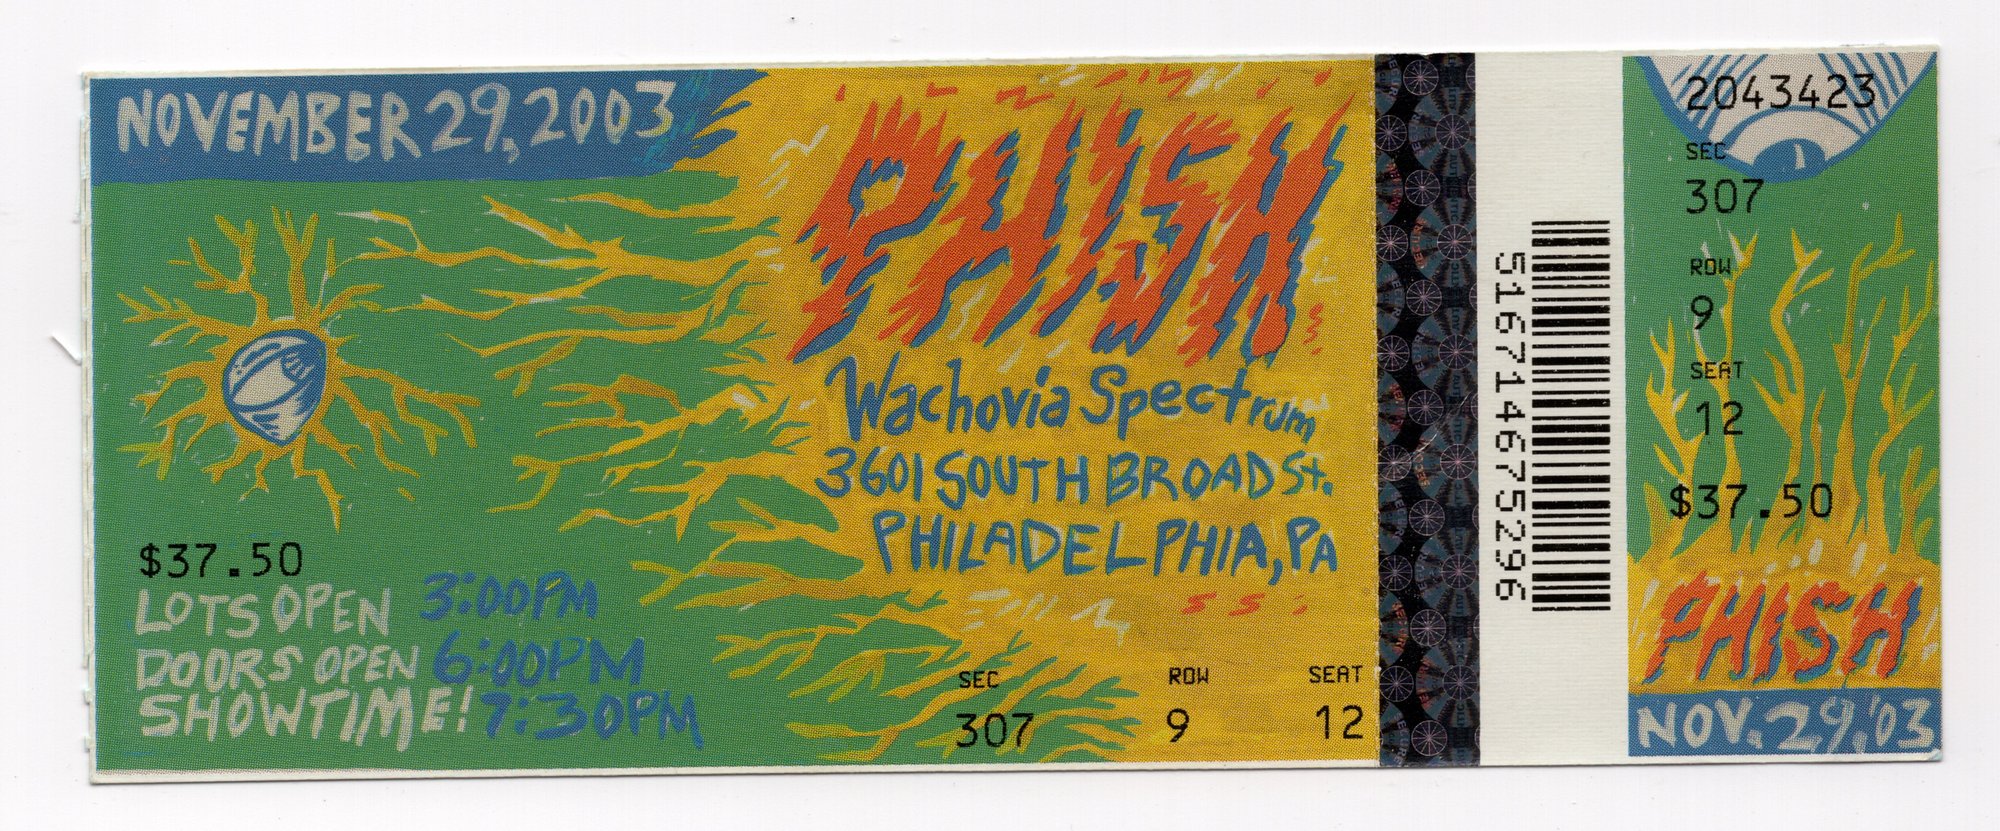 NOVEMBER 29, 2003
PHISH
Wachovia Spectrum
3601 SOUTH BROAD St.
PHILADELPHIA, PA
$37.50
LOTS OPEN 3:00PM
DOORS OPEN 6:00PM
SHOWTIME! 7:30PM
SEC ROW SEAT
307 9 12
516714675296
2043423
SEC
307
ROW
9
SEAT
12
$37.50
PHISH
NOV. 29, '03